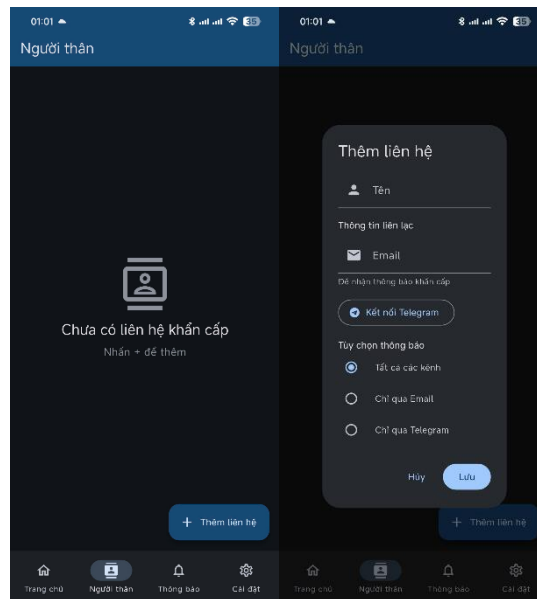 01:01
35
Người thân
Chưa có liên hệ khẩn cấp
Nhấn + để thêm
+ Thêm liên hệ
Trang chủ
Người thân
Thông báo
Cài đặt
01:01
35
Người thân
Thêm liên hệ
Tên
Thông tin liên lạc
Email
Để nhận thông báo khẩn cấp
Kết nối Telegram
Tùy chọn thông báo
Tất cả các kênh
Chỉ qua Email
Chỉ qua Telegram
Hủy
Lưu
+ Thêm liên hệ
Trang chủ
Người thân
Thông báo
Cài đặt